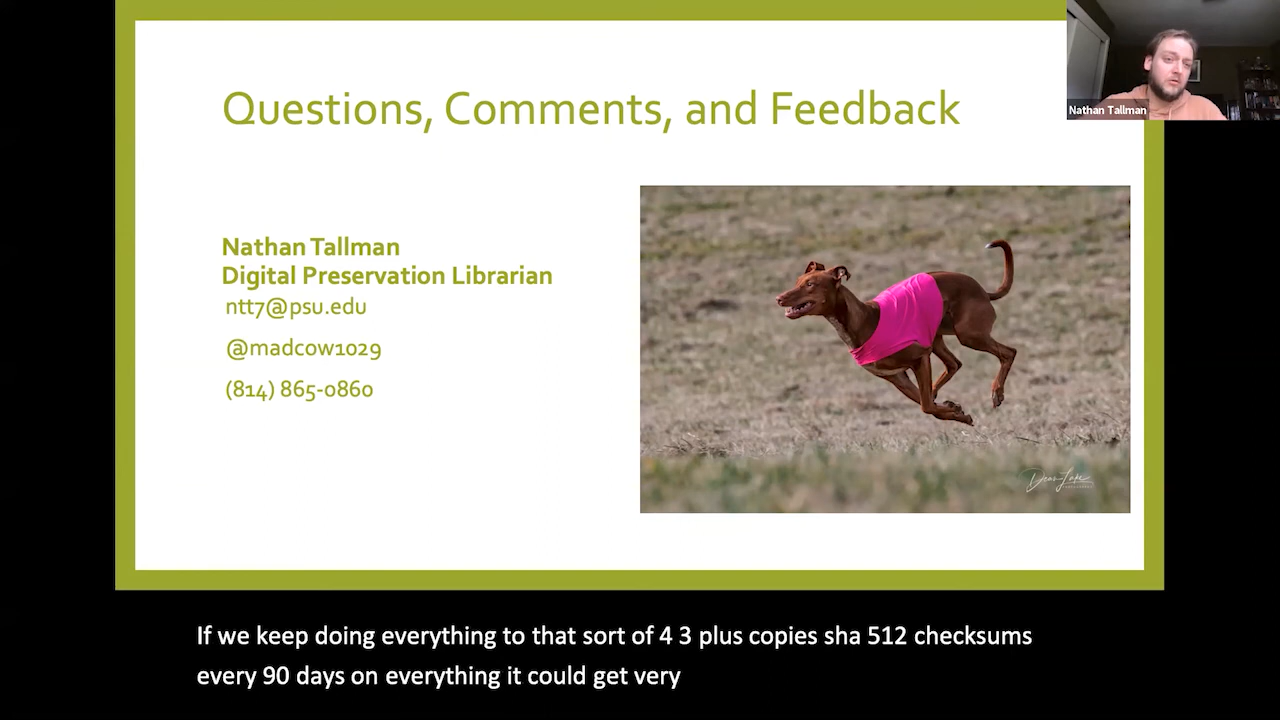 Questions, Comments, and Feedback
Nathan Tallman
Nathan Tallman
Digital Preservation Librarian
ntt7@psu.edu
@madcow1029
(814) 865-0860
If we keep doing everything to that sort of 4 3 plus copies sha 512 checksums
every 90 days on everything it could get very